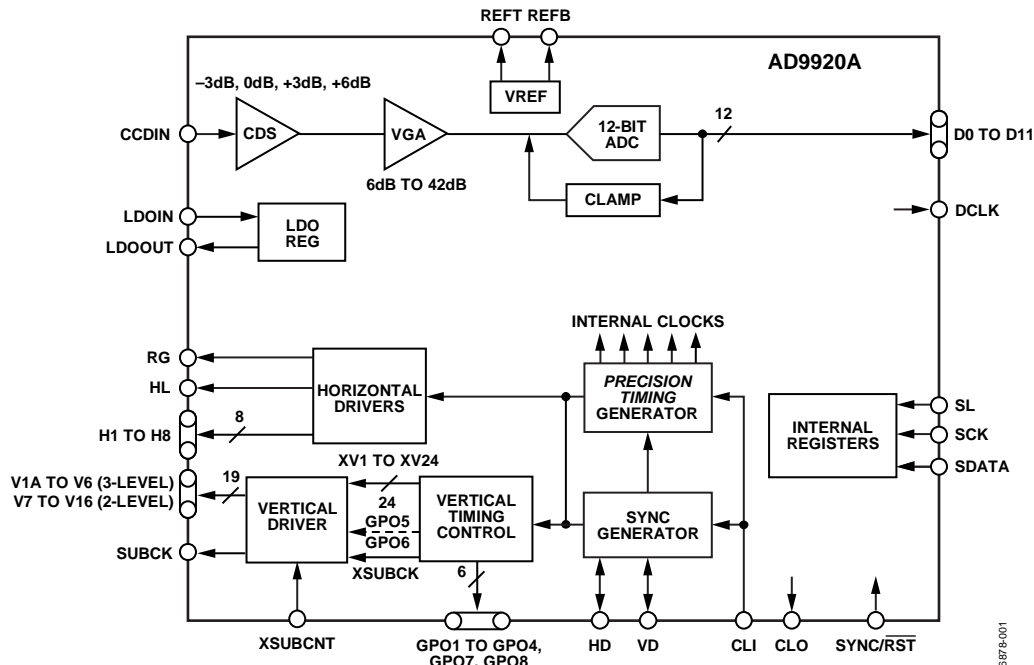 REFT REFB
AD9920A
–3dB, 0dB, +3dB, +6dB
VREF
12
CCDIN
CDS
VGA
12-BIT
ADC
D0 TO D11
6dB TO 42dB
CLAMP
LDOIN
LDO
REG
LDOOUT
DCLK
INTERNAL CLOCKS
RG
HL
HORIZONTAL
DRIVERS
PRECISION
TIMING
GENERATOR
8
H1 TO H8
INTERNAL
REGISTERS
SL
SCK
SDATA
XV1 TO XV24
V1A TO V6 (3-LEVEL)
V7 TO V16 (2-LEVEL)
19
24
VERTICAL
DRIVER
GPO5
GPO6
VERTICAL
TIMING
CONTROL
SYNC
GENERATOR
SUBCK
XSUBCK
6
XSUBCNT
GPO1 TO GPO4,
GPO7, GPO8
HD
VD
CLI
CLO
SYNC/RST
6878-001